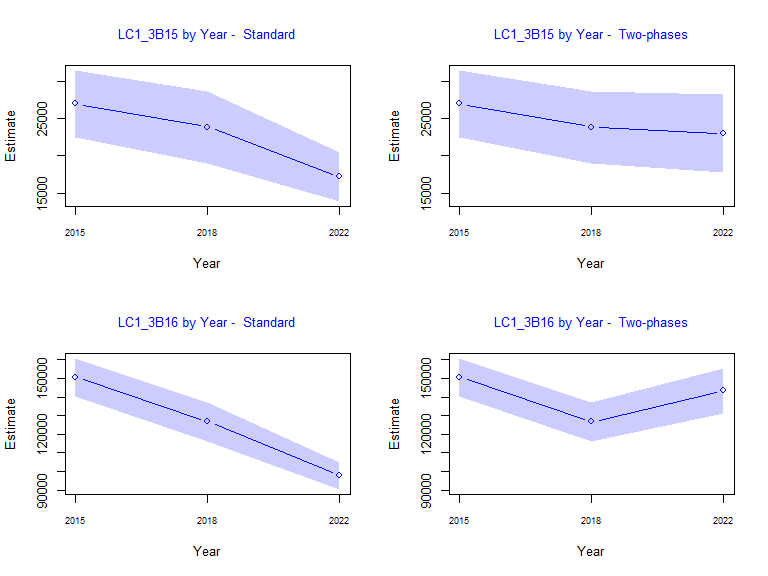 LC1_3B15 by Year -  Standard
Estimate
25000
15000
2015
2018
2022
Year
LC1_3B15 by Year -  Two-phases
Estimate
25000
15000
2015
2018
2022
Year
LC1_3B16 by Year -  Standard
Estimate
150000
120000
90000
2015
2018
2022
Year
LC1_3B16 by Year -  Two-phases
Estimate
150000
120000
90000
2015
2018
2022
Year